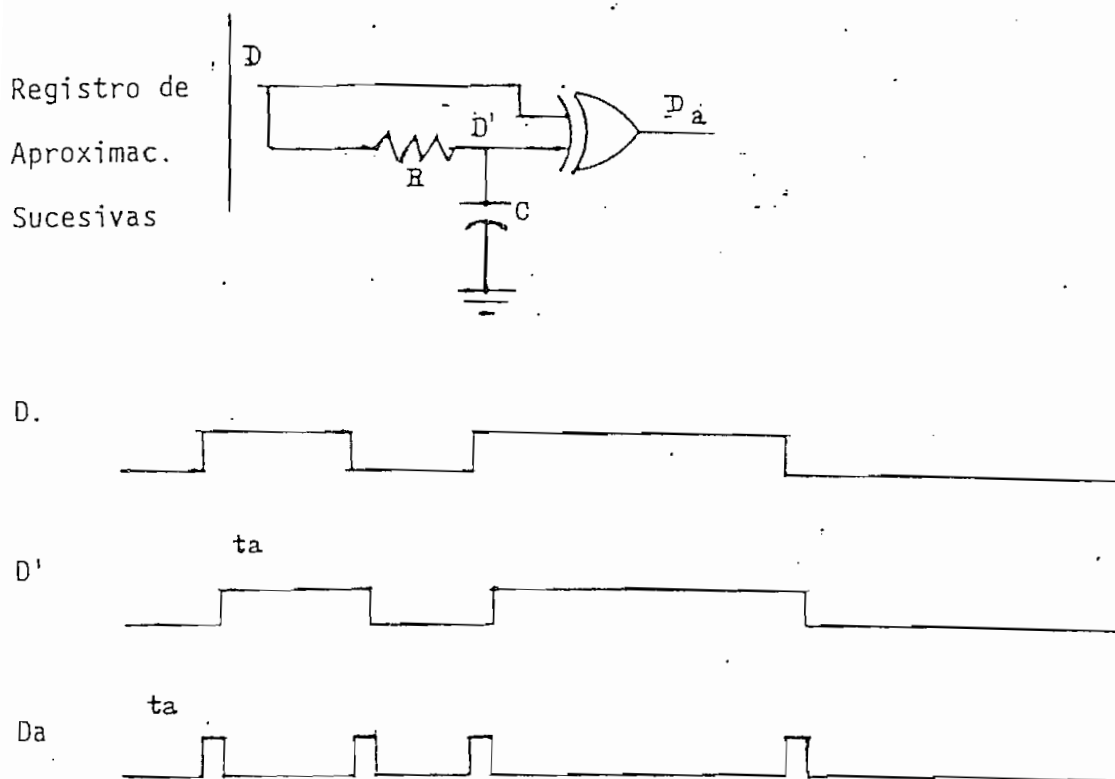 Registro de
Aproximac.
Sucesivas
D
D'
R
C
Da
D.
ta
D'
ta
Da